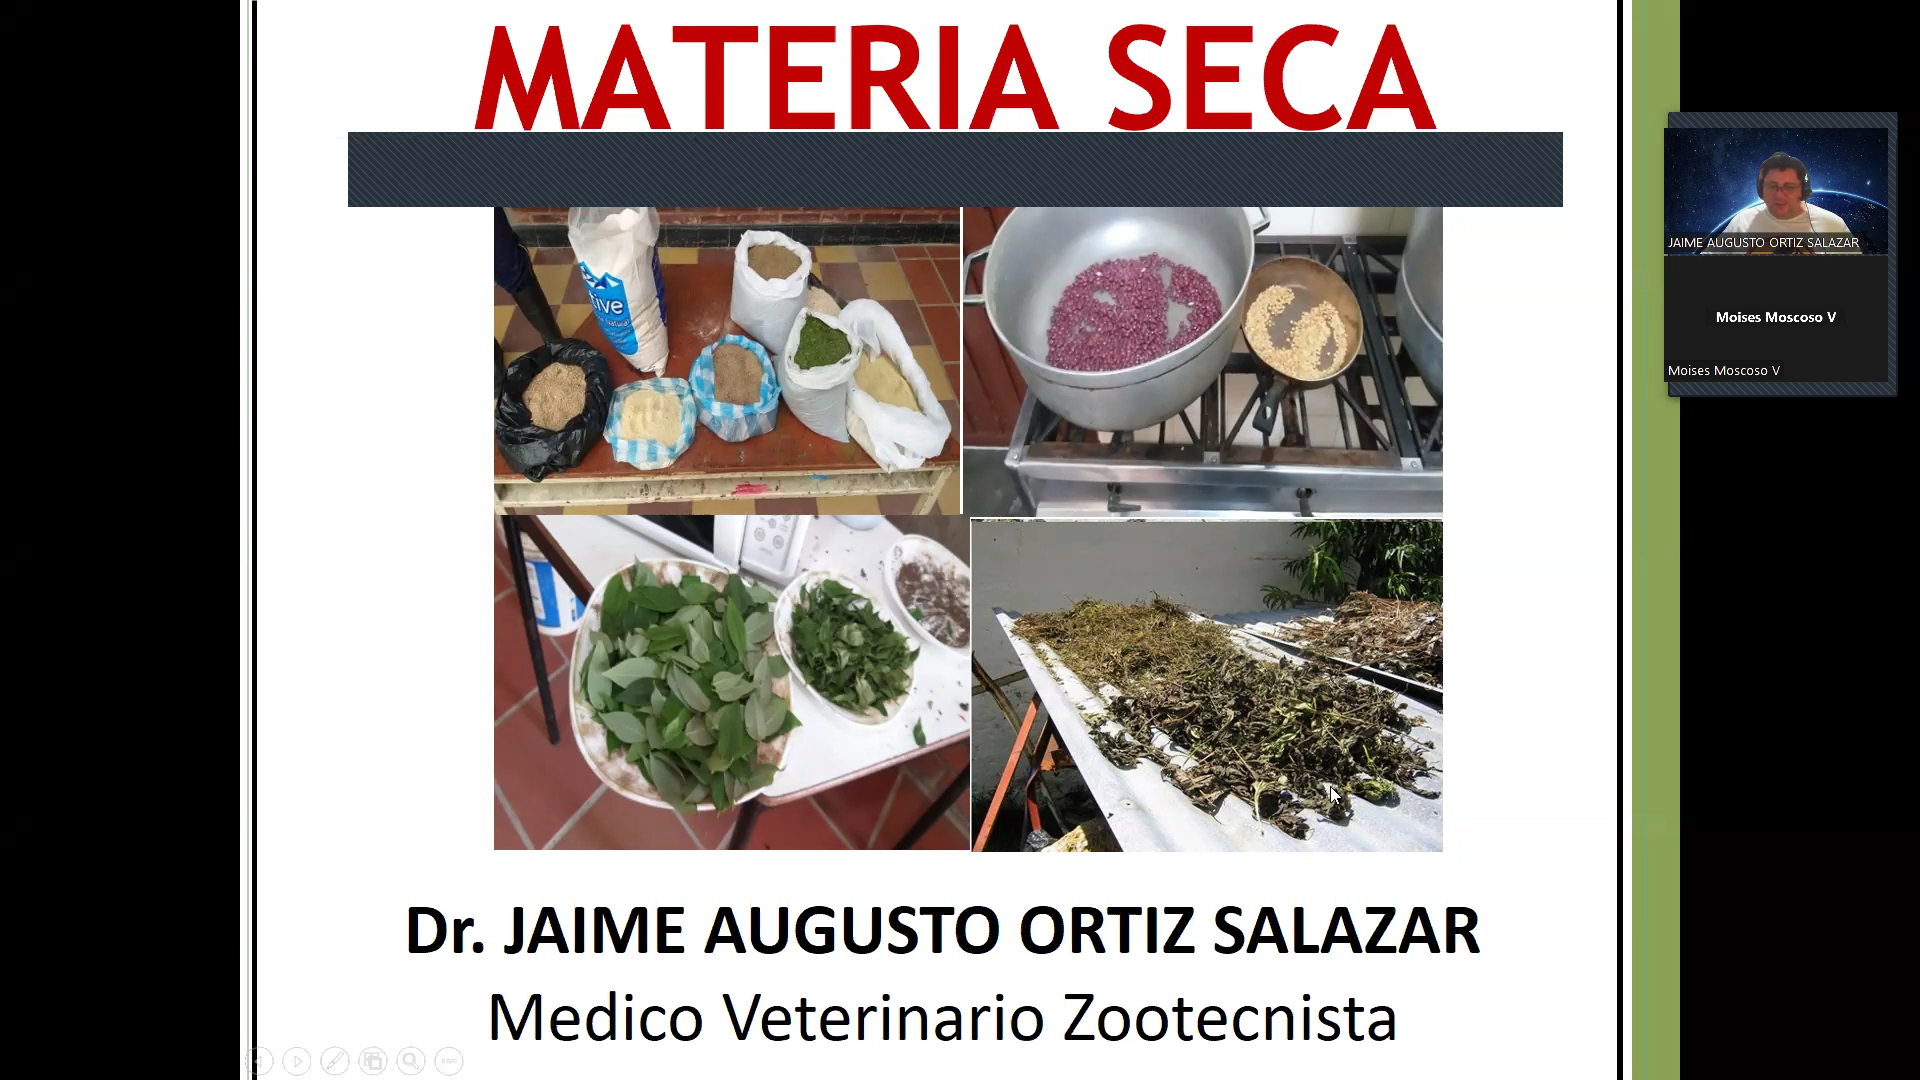 MATERIA SECA
JAIME AUGUSTO ORTIZ SALAZAR
Moises Moscoso V
Moises Moscoso V
Dr. JAIME AUGUSTO ORTIZ SALAZAR
Medico Veterinario Zootecnista